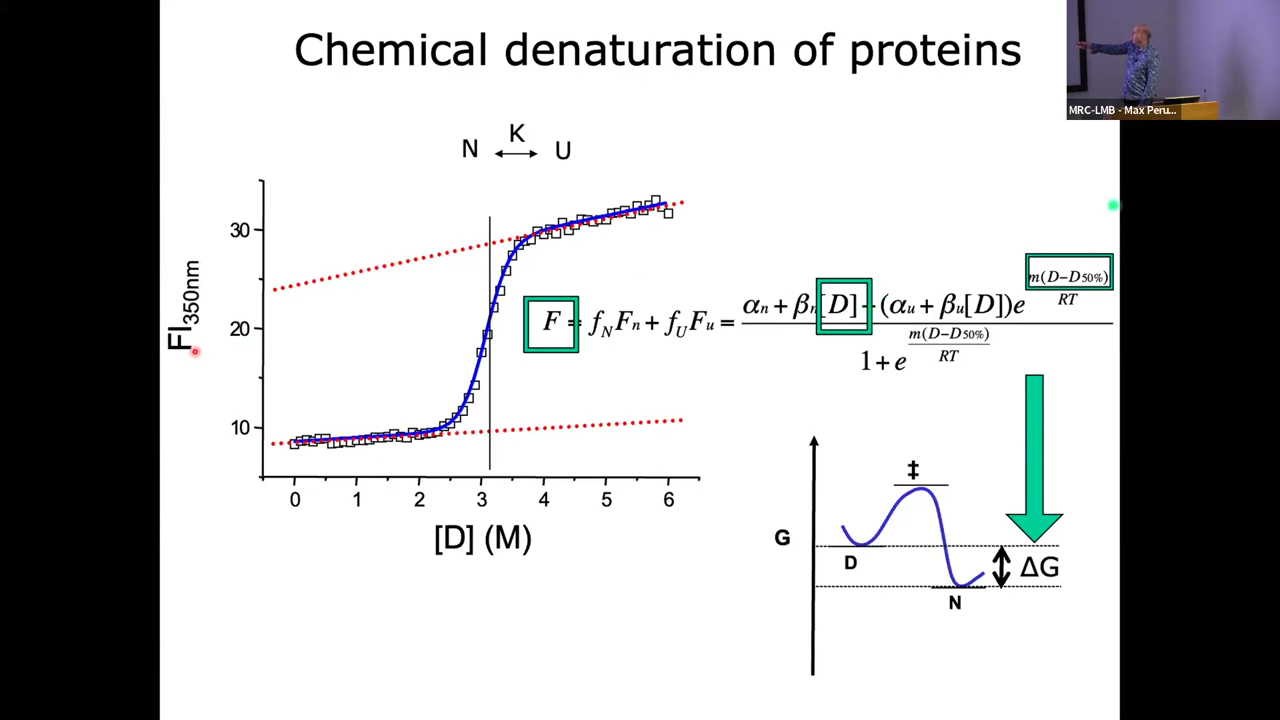 Chemical denaturation of proteins
MRC-LMB - Max Peru...
K
N ↔ U
30
20
10
FI350nm
0 1 2 3 4 5 6
[D] (M)
F = fNFn + fUFu = (αn + βn[D] + (αu + βu[D])e^(m(D−D50%)/RT)) / (1 + e^(m(D−D50%)/RT))
‡
G
D
ΔG
N